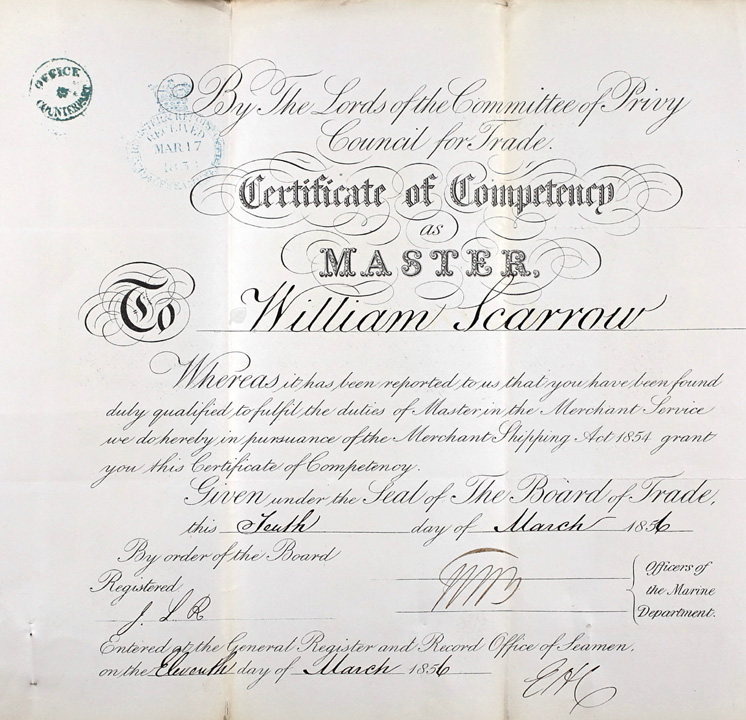 OFFICE
COUNTERPART
RECEIVED
MAR 17
By The Lords of the Committee of Privy
Council for Trade.
Certificate of Competency
as
MASTER.
To William Scarrow
Whereas it has been reported to us that you have been found
duly qualified to fulfil the duties of Master in the Merchant Service
we do hereby in pursuance of the Merchant Shipping Act 1854 grant
you this Certificate of Competency.
Given under the Seal of The Board of Trade,
this Tenth day of March 1856
By order of the Board
Registered
J. L R
Officers of
the Marine
Department.
Entered at the General Register and Record Office of Seamen,
on the Eleventh day of March 1856